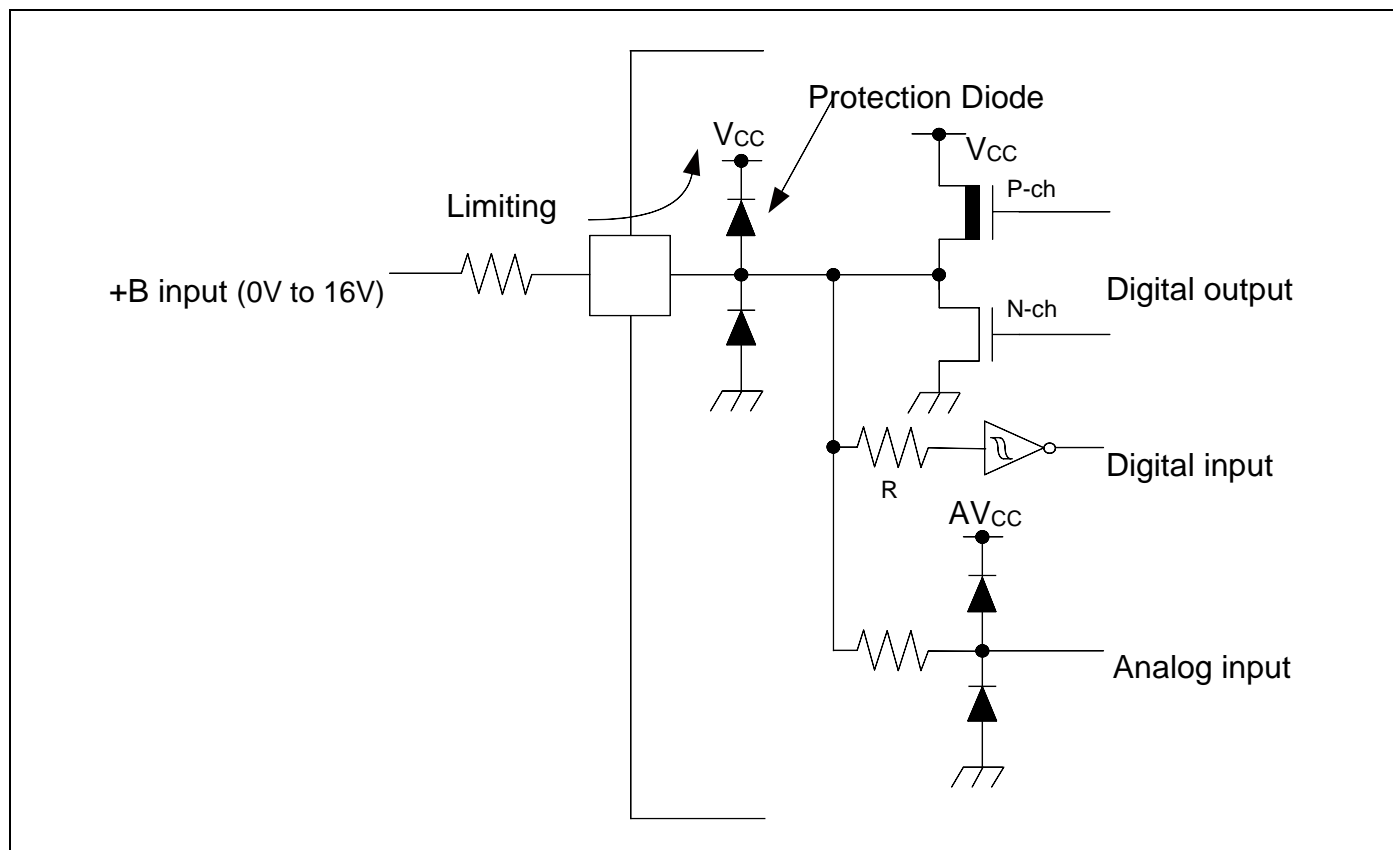 Protection Diode
VCC
VCC
P-ch
Limiting
+B input (0V to 16V)
Digital output
N-ch
Digital input
R
AVCC
Analog input